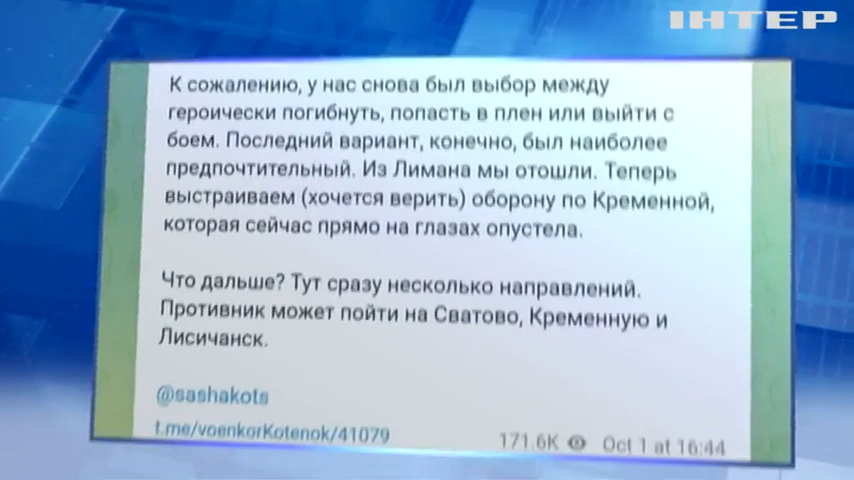 ІНТЕР
К сожалению, у нас снова был выбор между
героически погибнуть, попасть в плен или выйти с
боем. Последний вариант, конечно, был наиболее
предпочтительный. Из Лимана мы отошли. Теперь
выстраиваем (хочется верить) оборону по Кременной,
которая сейчас прямо на глазах опустела.
Что дальше? Тут сразу несколько направлений.
Противник может пойти на Сватово, Кременную и
Лисичанск.
@sashakots
t.me/voenkorKotenok/41079
171.6K Oct 1 at 16:44